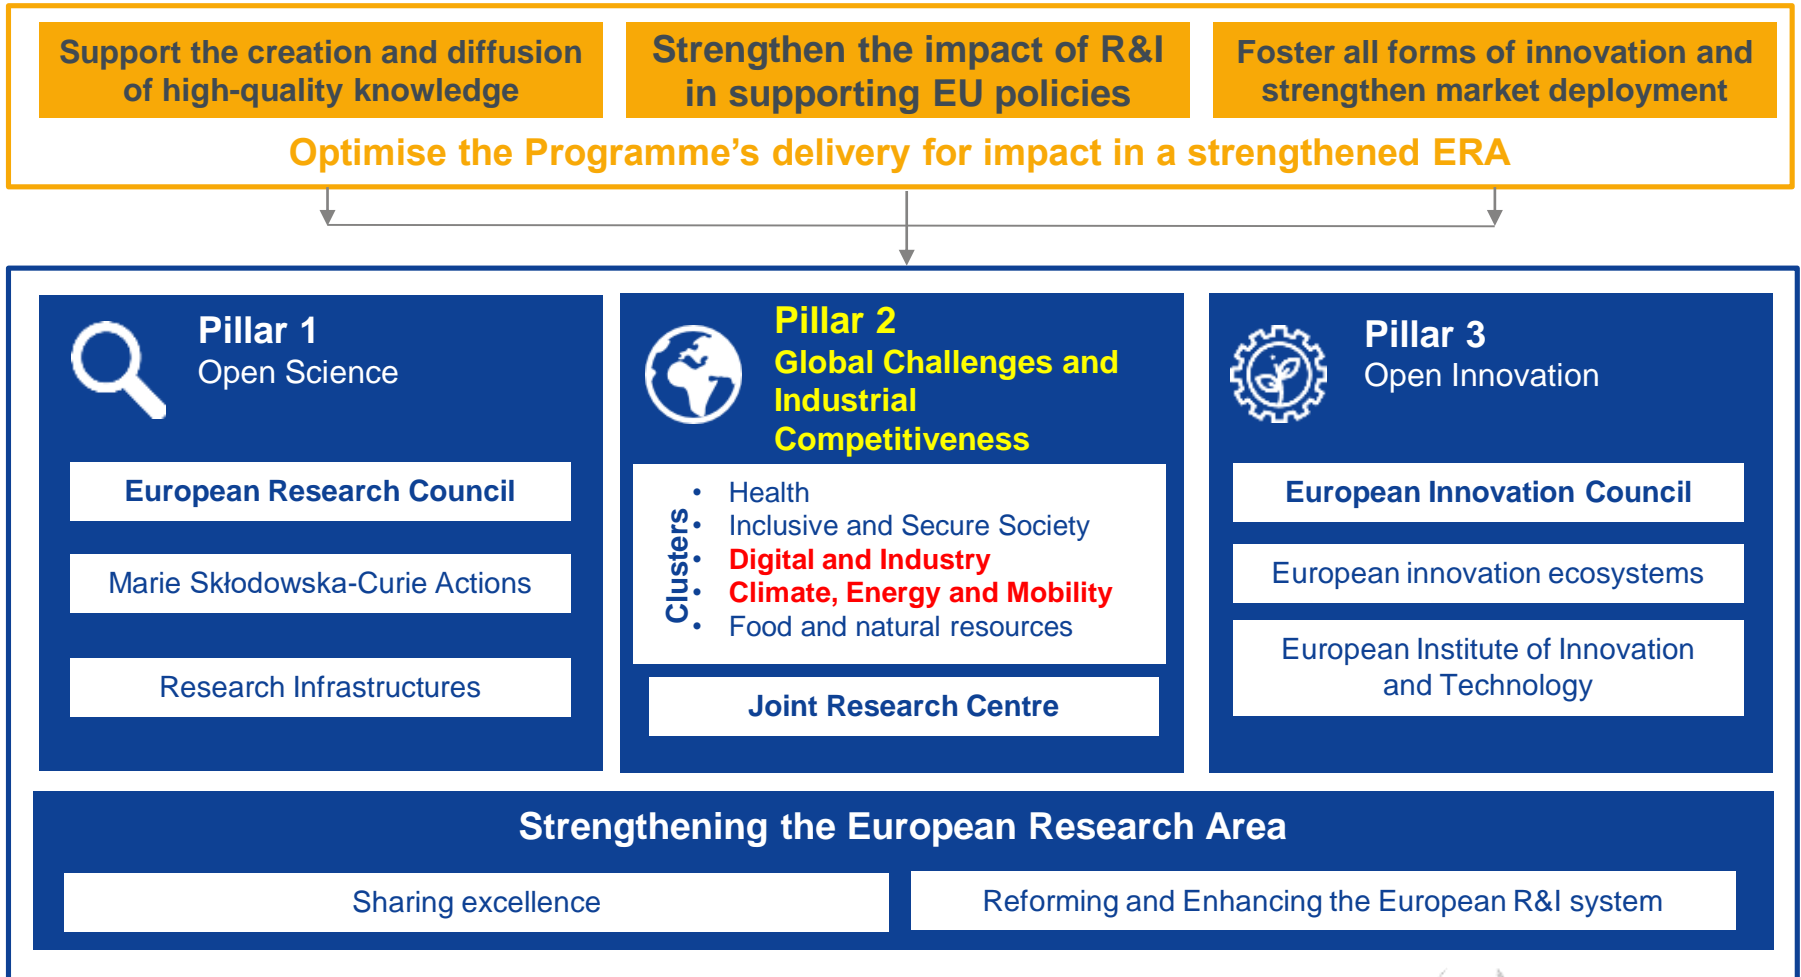 Support the creation and diffusion
of high-quality knowledge
Strengthen the impact of R&I
in supporting EU policies
Foster all forms of innovation and
strengthen market deployment
Optimise the Programme’s delivery for impact in a strengthened ERA
Pillar 1
Open Science
European Research Council
Marie Skłodowska-Curie Actions
Research Infrastructures
Pillar 2
Global Challenges and
Industrial
Competitiveness
Clusters
• Health
• Inclusive and Secure Society
• Digital and Industry
• Climate, Energy and Mobility
• Food and natural resources
Joint Research Centre
Pillar 3
Open Innovation
European Innovation Council
European innovation ecosystems
European Institute of Innovation
and Technology
Strengthening the European Research Area
Sharing excellence
Reforming and Enhancing the European R&I system